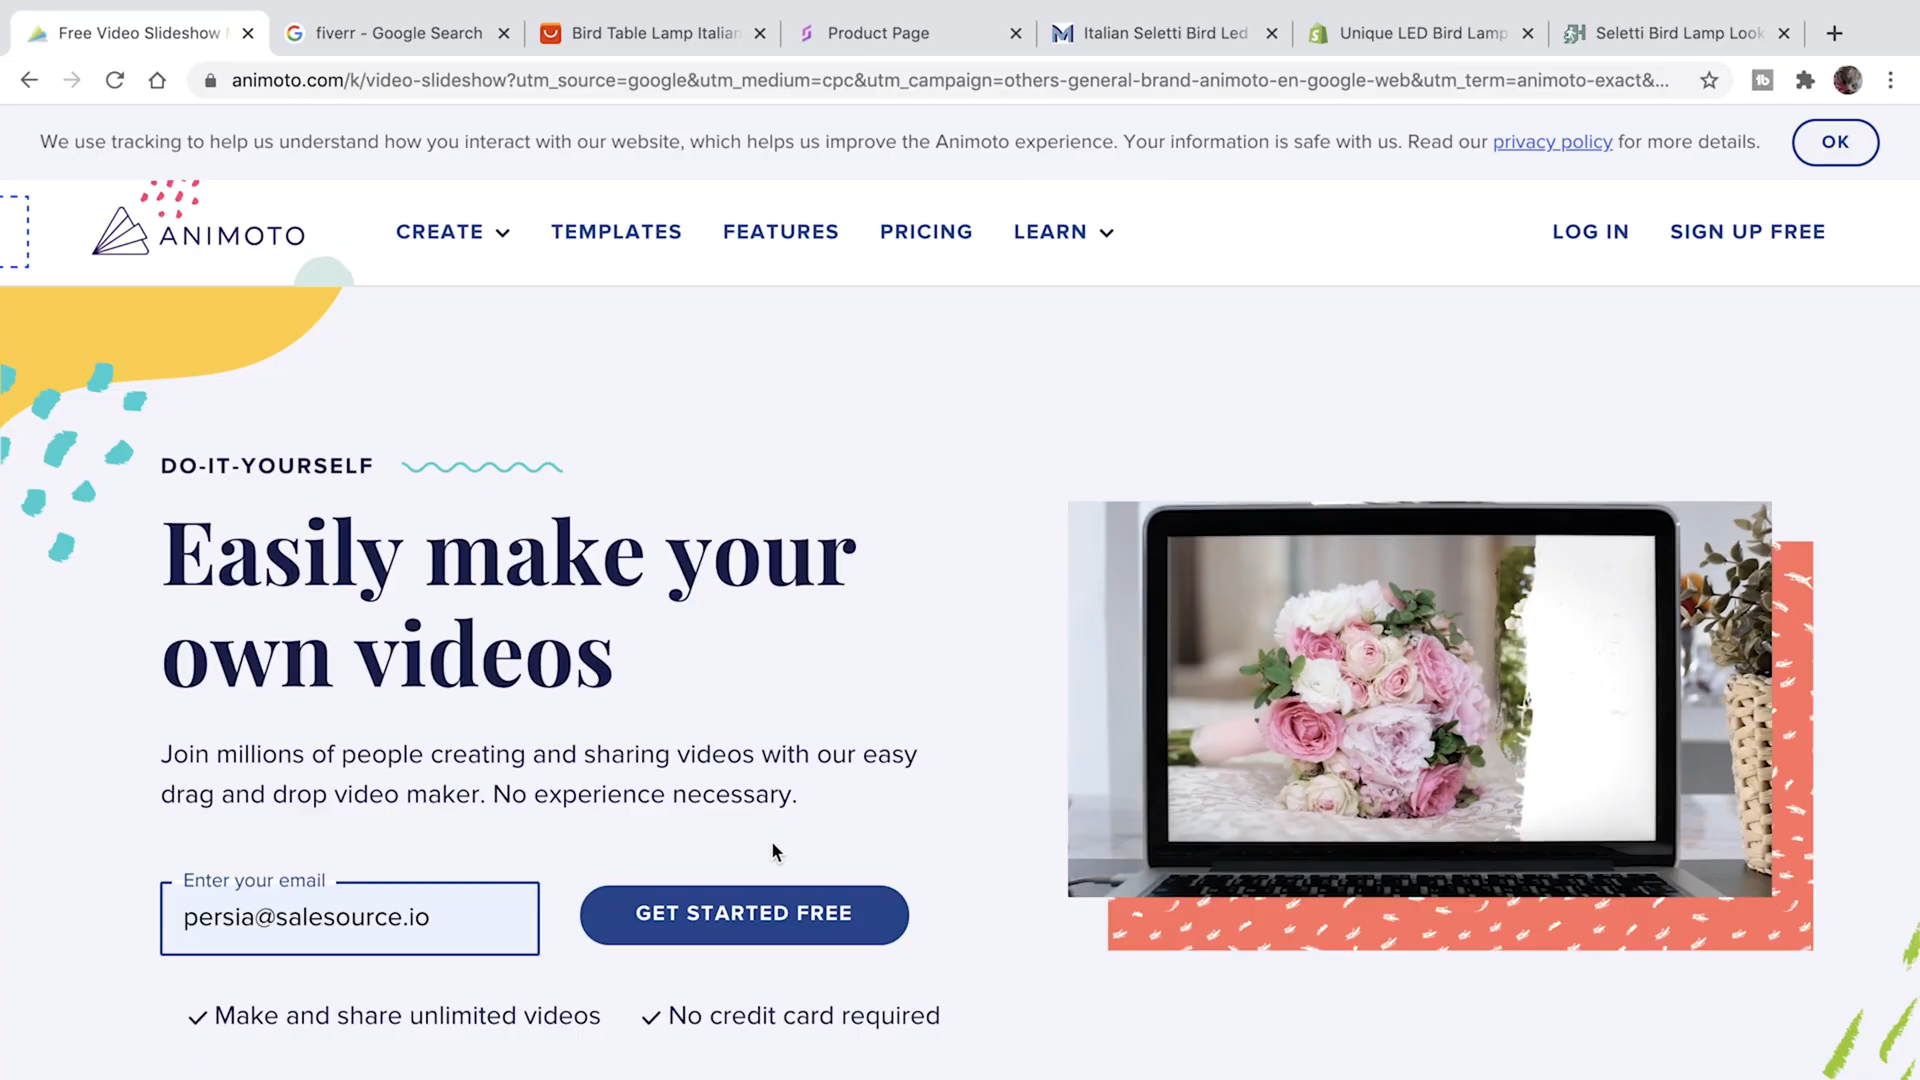 Free Video Slideshow
fiverr - Google Search
Bird Table Lamp Italian
Product Page
Italian Seletti Bird Led
Unique LED Bird Lamp
Seletti Bird Lamp Look
animoto.com/k/video-slideshow?utm_source=google&utm_medium=cpc&utm_campaign=others-general-brand-animoto-en-google-web&utm_term=animoto-exact&...
We use tracking to help us understand how you interact with our website, which helps us improve the Animoto experience. Your information is safe with us. Read our privacy policy for more details.
OK
ANIMOTO
CREATE
TEMPLATES
FEATURES
PRICING
LEARN
LOG IN
SIGN UP FREE
DO-IT-YOURSELF
Easily make your
own videos
Join millions of people creating and sharing videos with our easy
drag and drop video maker. No experience necessary.
Enter your email
persia@salesource.io
GET STARTED FREE
✓ Make and share unlimited videos
✓ No credit card required